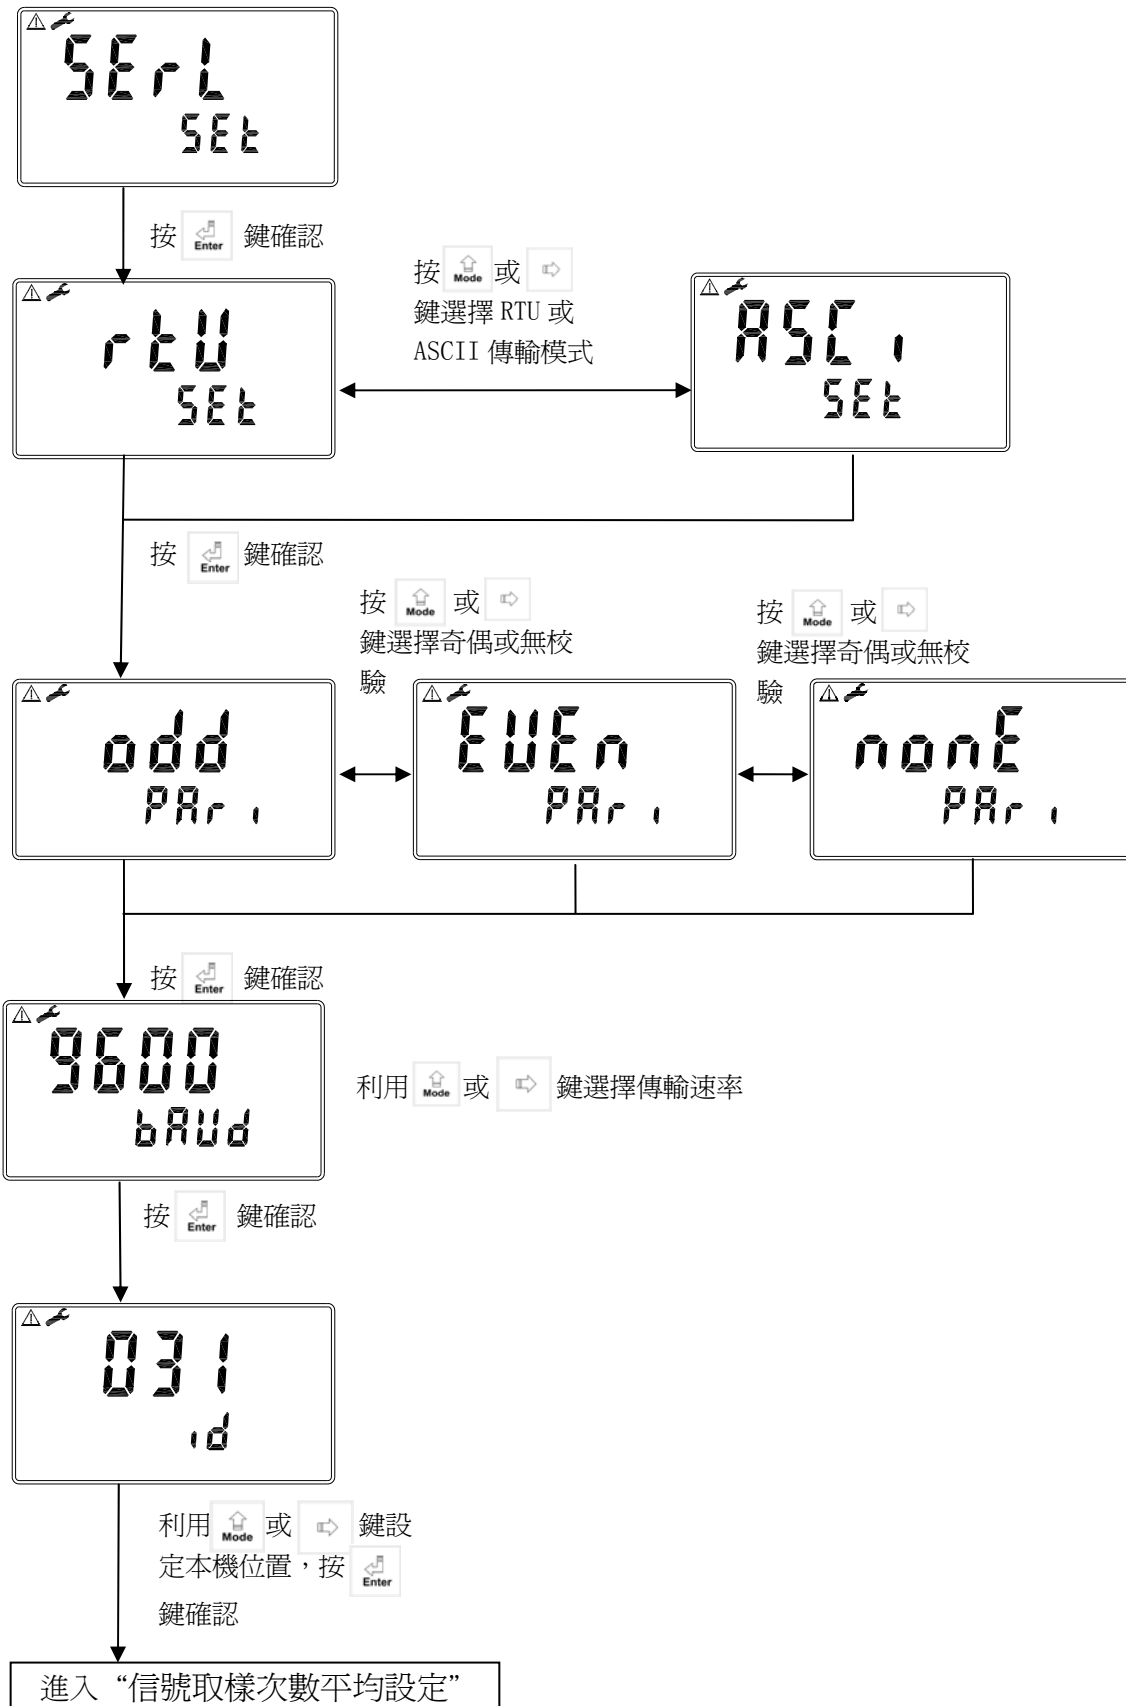 SErL
SEt
按 Enter 鍵確認
rtU
SEt
按 Mode 或
鍵選擇 RTU 或
ASCII 傳輸模式
ASCi
SEt
按 Enter 鍵確認
按 Mode 或
鍵選擇奇偶或無校
驗
按 Mode 或
鍵選擇奇偶或無校
驗
odd
PAri
EVEn
PAri
nonE
PAri
按 Enter 鍵確認
9600
bAUd
利用 Mode 或 鍵選擇傳輸速率
按 Enter 鍵確認
031
id
利用 Mode 或 鍵設
定本機位置,按 Enter
鍵確認
進入“信號取樣次數平均設定”